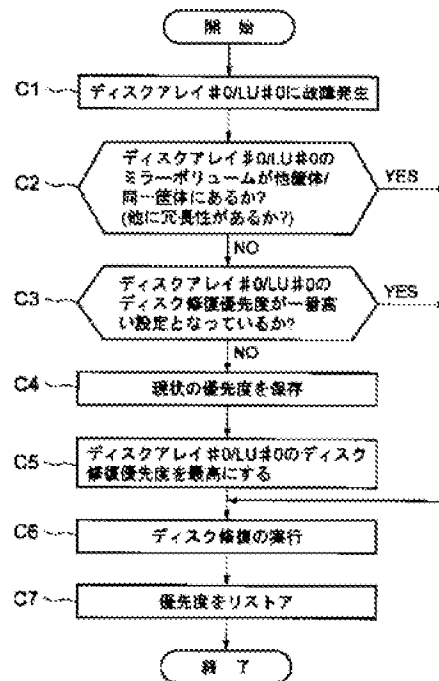 開 始
C1
ディスクアレイ#0/LU#0に故障発生
C2
ディスクアレイ#0/LU#0の
ミラーボリュームが他筐体/
同一筐体にあるか?
(他に冗長性があるか?)
YES
NO
C3
ディスクアレイ#0/LU#0の
ディスク修復優先度が一番高
い設定となっているか?
YES
NO
C4
現状の優先度を保存
C5
ディスクアレイ#0/LU#0のディスク
修復優先度を最高にする
C6
ディスク修復の実行
C7
優先度をリストア
終 了